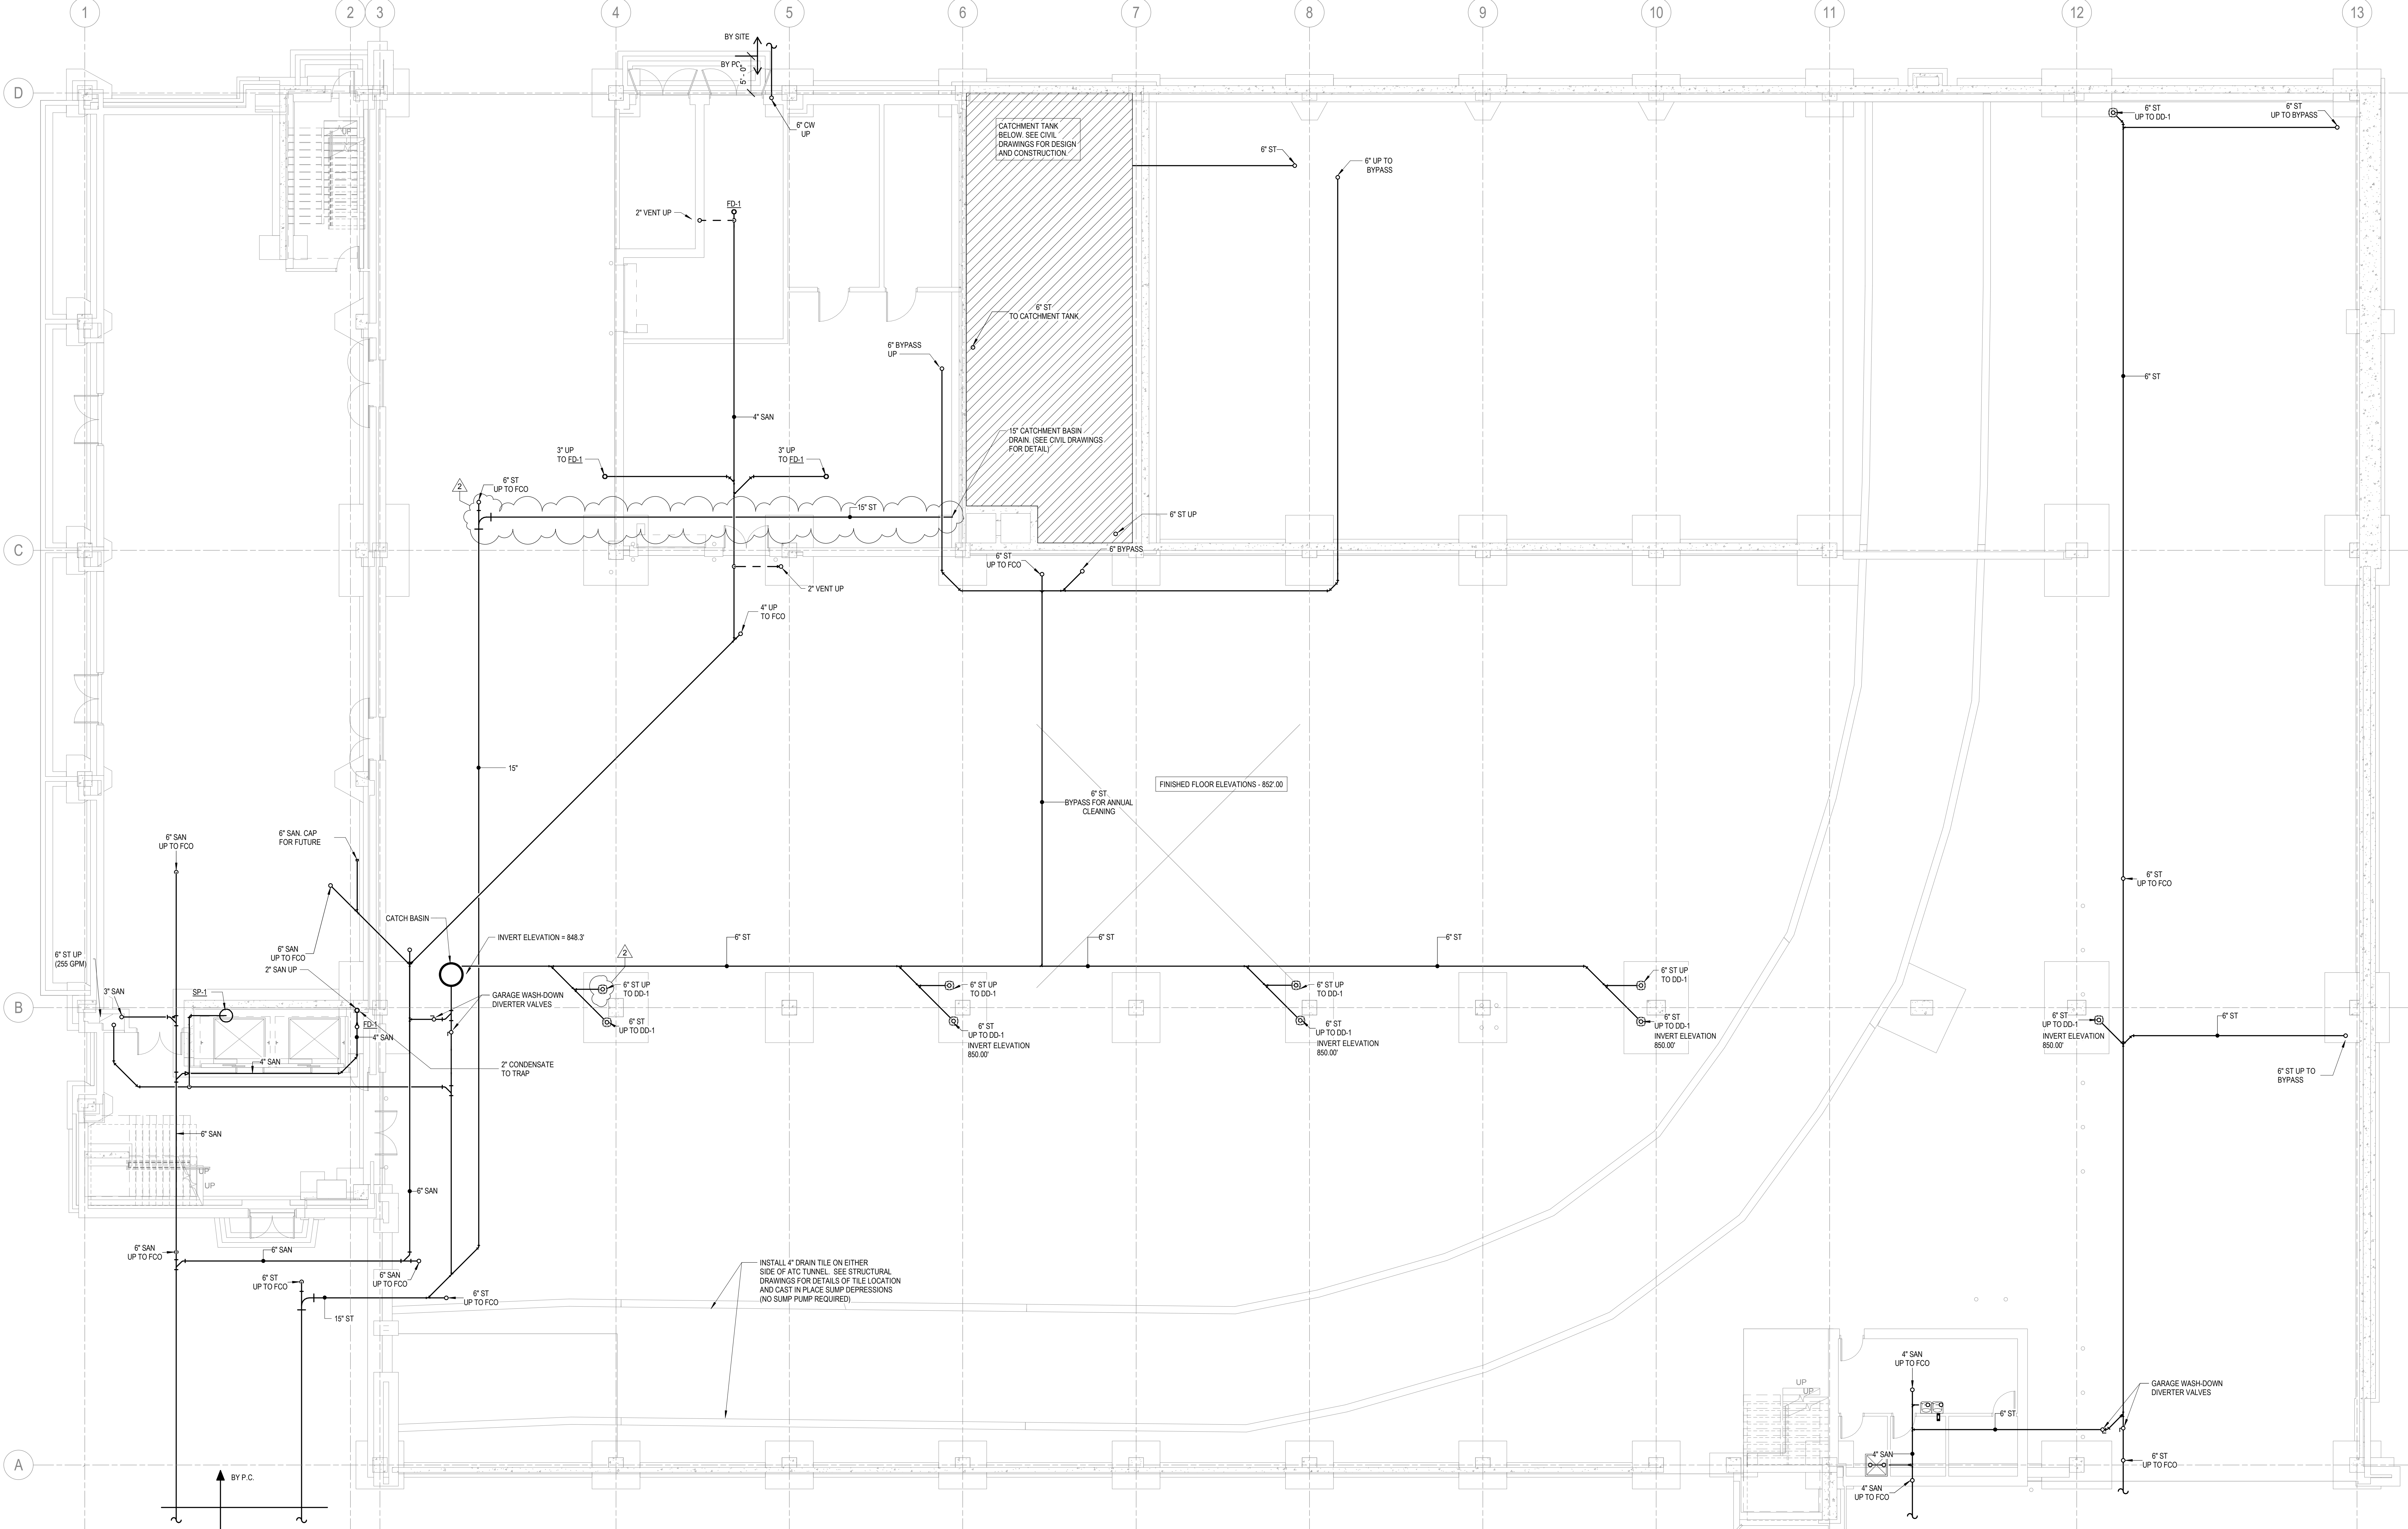 1
2
3
4
5
6
7
8
9
10
11
12
13
BY SITE
BY PC
5' - 0"
D
6" CW
UP
CATCHMENT TANK
BELOW. SEE CIVIL
DRAWINGS FOR DESIGN
AND CONSTRUCTION.
6" ST
6" UP TO
BYPASS
6" ST
UP TO DD-1
6" ST
UP TO BYPASS
UP
FD-1
2" VENT UP
6" ST
TO CATCHMENT TANK
6" BYPASS
UP
6" ST
4" SAN
15" CATCHMENT BASIN
DRAIN. (SEE CIVIL DRAWINGS
FOR DETAIL)
3" UP
TO FD-1
3" UP
TO FD-1
2
6" ST
UP TO FCO
15" ST
6" ST UP
C
6" ST
UP TO FCO
6" BYPASS
2" VENT UP
4" UP
TO FCO
15"
FINISHED FLOOR ELEVATIONS - 852'.00
6" ST
BYPASS FOR ANNUAL
CLEANING
6" SAN
UP TO FCO
6" SAN. CAP
FOR FUTURE
6" ST
UP TO FCO
CATCH BASIN
INVERT ELEVATION = 848.3'
6" ST
6" ST
6" ST
2
6" ST UP
(255 GPM)
6" SAN
UP TO FCO
2" SAN UP
3" SAN
SP-1
GARAGE WASH-DOWN
DIVERTER VALVES
6" ST UP
TO DD-1
6" ST UP
TO DD-1
6" ST UP
TO DD-1
6" ST UP
TO DD-1
B
FD-1
4" SAN
4" SAN
6" ST
UP TO DD-1
6" ST
UP TO DD-1
INVERT ELEVATION
850.00'
6" ST
UP TO DD-1
INVERT ELEVATION
850.00'
6" ST
UP TO DD-1
INVERT ELEVATION
850.00'
6" ST
UP TO DD-1
INVERT ELEVATION
850.00'
6" ST
2" CONDENSATE
TO TRAP
6" ST UP TO
BYPASS
6" SAN
UP
UP
6" SAN
6" SAN
UP TO FCO
6" SAN
6" SAN
UP TO FCO
6" ST
UP TO FCO
6" ST
UP TO FCO
15" ST
INSTALL 4" DRAIN TILE ON EITHER
SIDE OF ATC TUNNEL. SEE STRUCTURAL
DRAWINGS FOR DETAILS OF TILE LOCATION
AND CAST IN PLACE SUMP DEPRESSIONS
(NO SUMP PUMP REQUIRED)
4" SAN
UP TO FCO
UP
UP
GARAGE WASH-DOWN
DIVERTER VALVES
6" ST
4" SAN
6" ST
UP TO FCO
A
BY P.C.
4" SAN
UP TO FCO